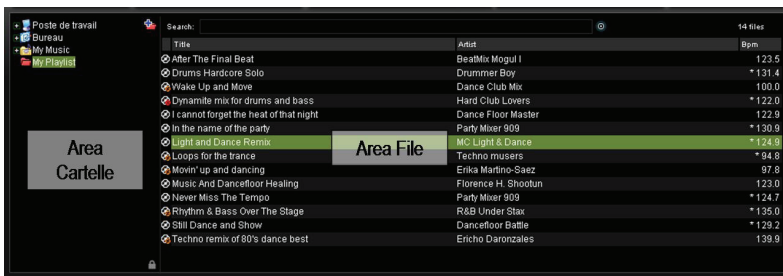 Poste de travail
Bureau
My Music
My Playlist
Area
Cartelle
Search: 14 files
Title Artist Bpm
After The Final Beat BeatMix Mogul I 123.5
Drums Hardcore Solo Drummer Boy * 131.4
Wake Up and Move Dance Club Mix 100.0
Dynamite mix for drums and bass Hard Club Lovers * 122.0
I cannot forget the heat of that night Dance Floor Master 122.9
In the name of the party Party Mixer 909 * 130.9
Light and Dance Remix MC Light & Dance * 124.9
Area File
Loops for the trance Techno musers * 94.8
Movin' up and dancing Erika Martino-Saez 97.8
Music And Dancefloor Healing Florence H. Shootun 123.0
Never Miss The Tempo Party Mixer 909 * 124.7
Rhythm & Bass Over The Stage R&B Under Stax * 135.0
Still Dance and Show Dancefloor Battle * 129.2
Techno remix of 80's dance best Ericho Daronzales 139.9